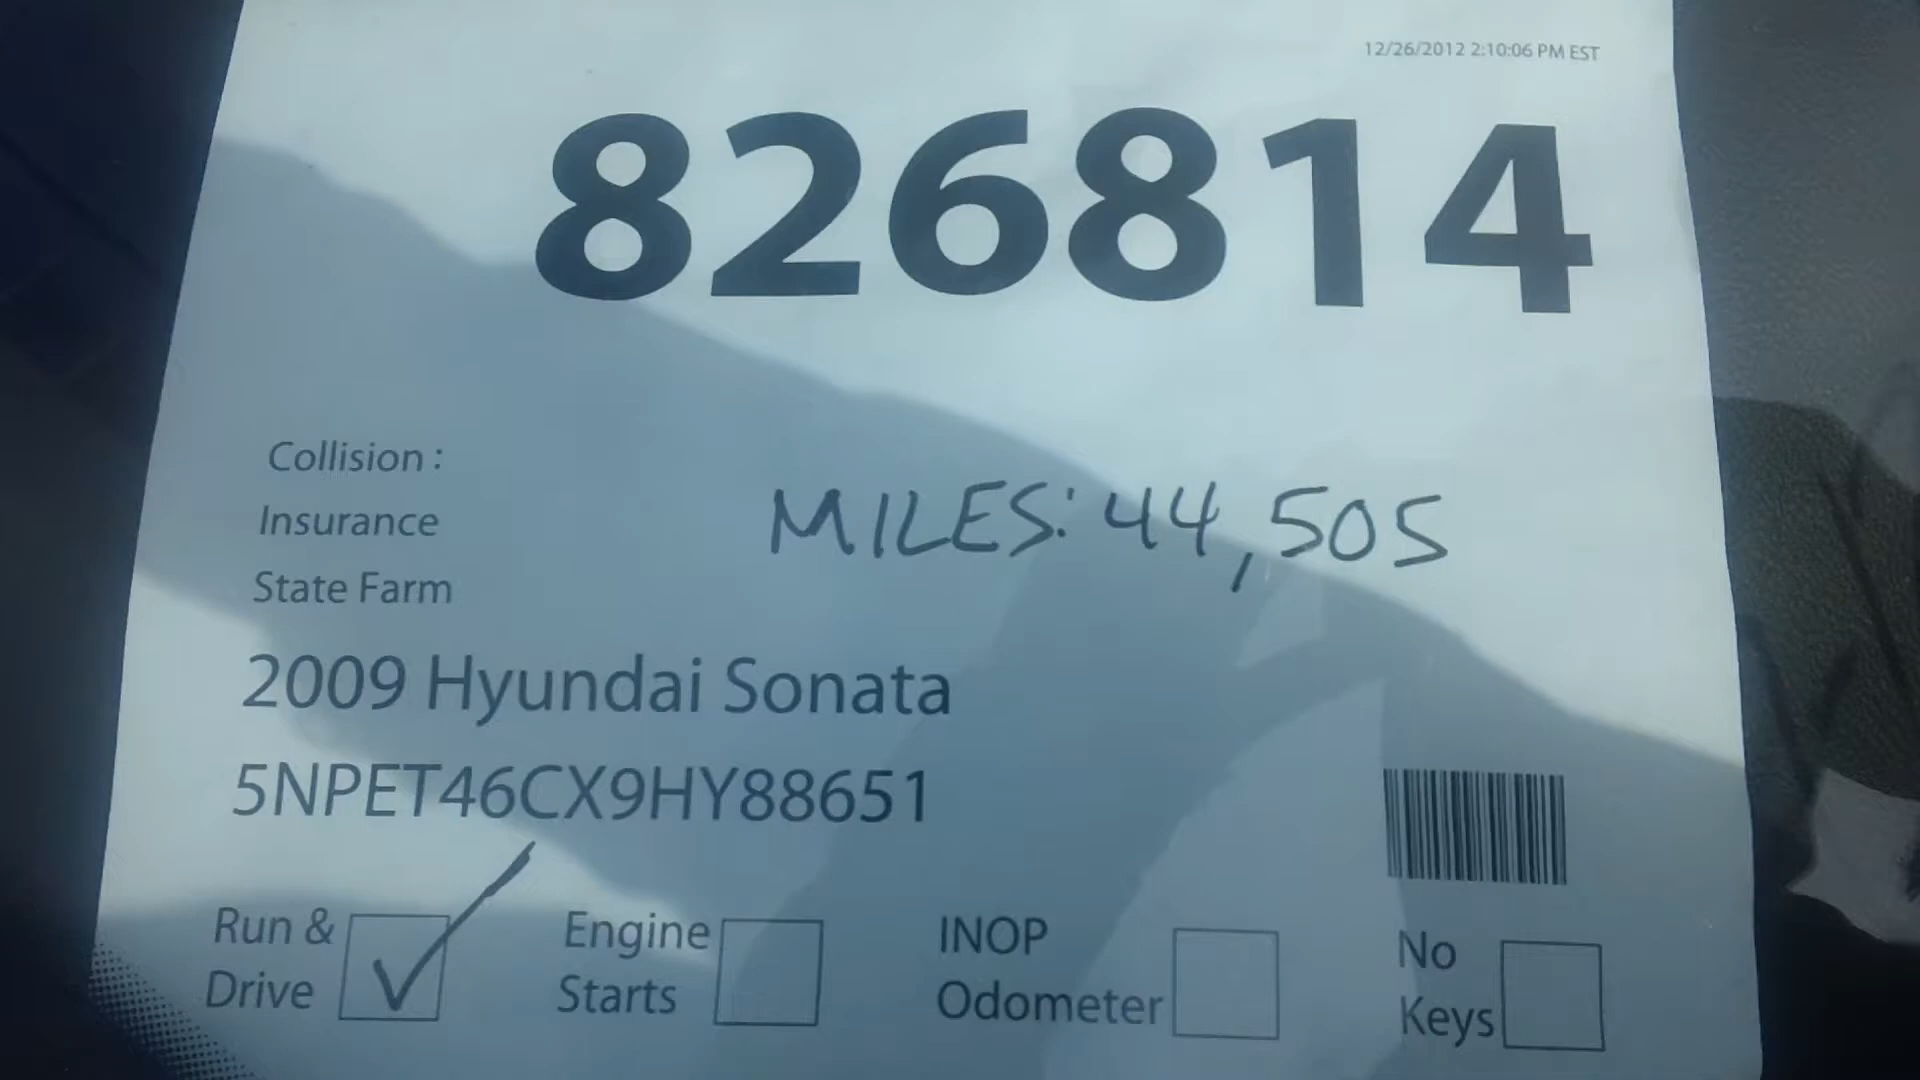 12/26/2012 2:10:06 PM EST
826814
Collision :
Insurance
State Farm
MILES: 44,505
2009 Hyundai Sonata
5NPET46CX9HY88651
Run & Drive
Engine Starts
INOP Odometer
No Keys